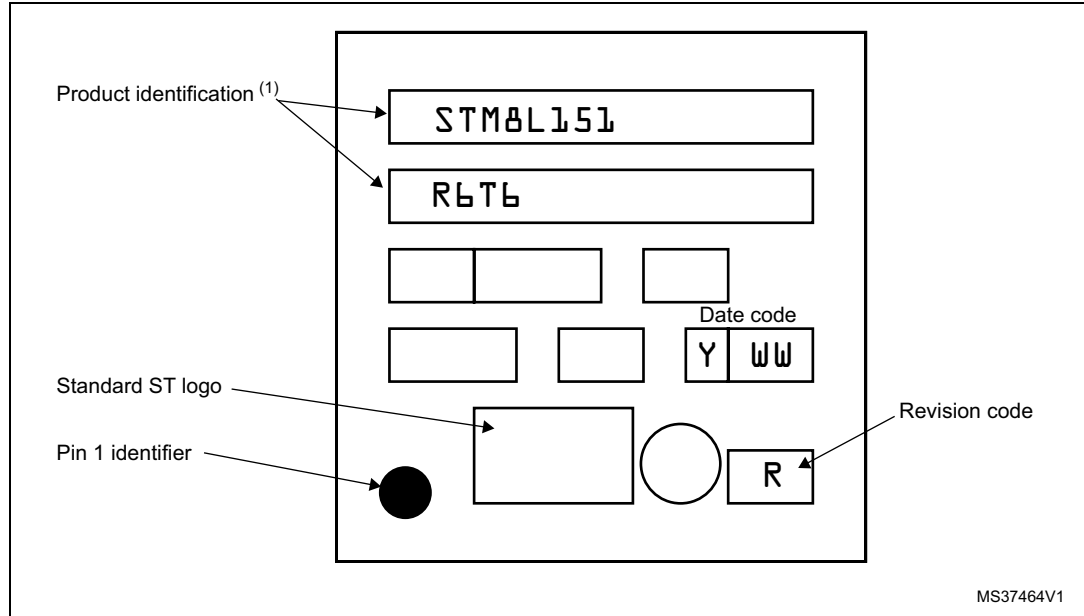 Product identification (1)
STM8L151
R6T6
Date code
Y WW
Standard ST logo
Revision code
Pin 1 identifier
R
MS37464V1